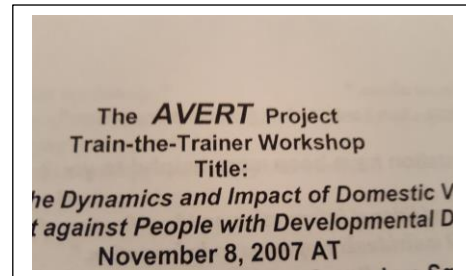 The AVERT Project
Train-the-Trainer Workshop
Title:
he Dynamics and Impact of Domestic V
t against People with Developmental D
November 8, 2007 AT